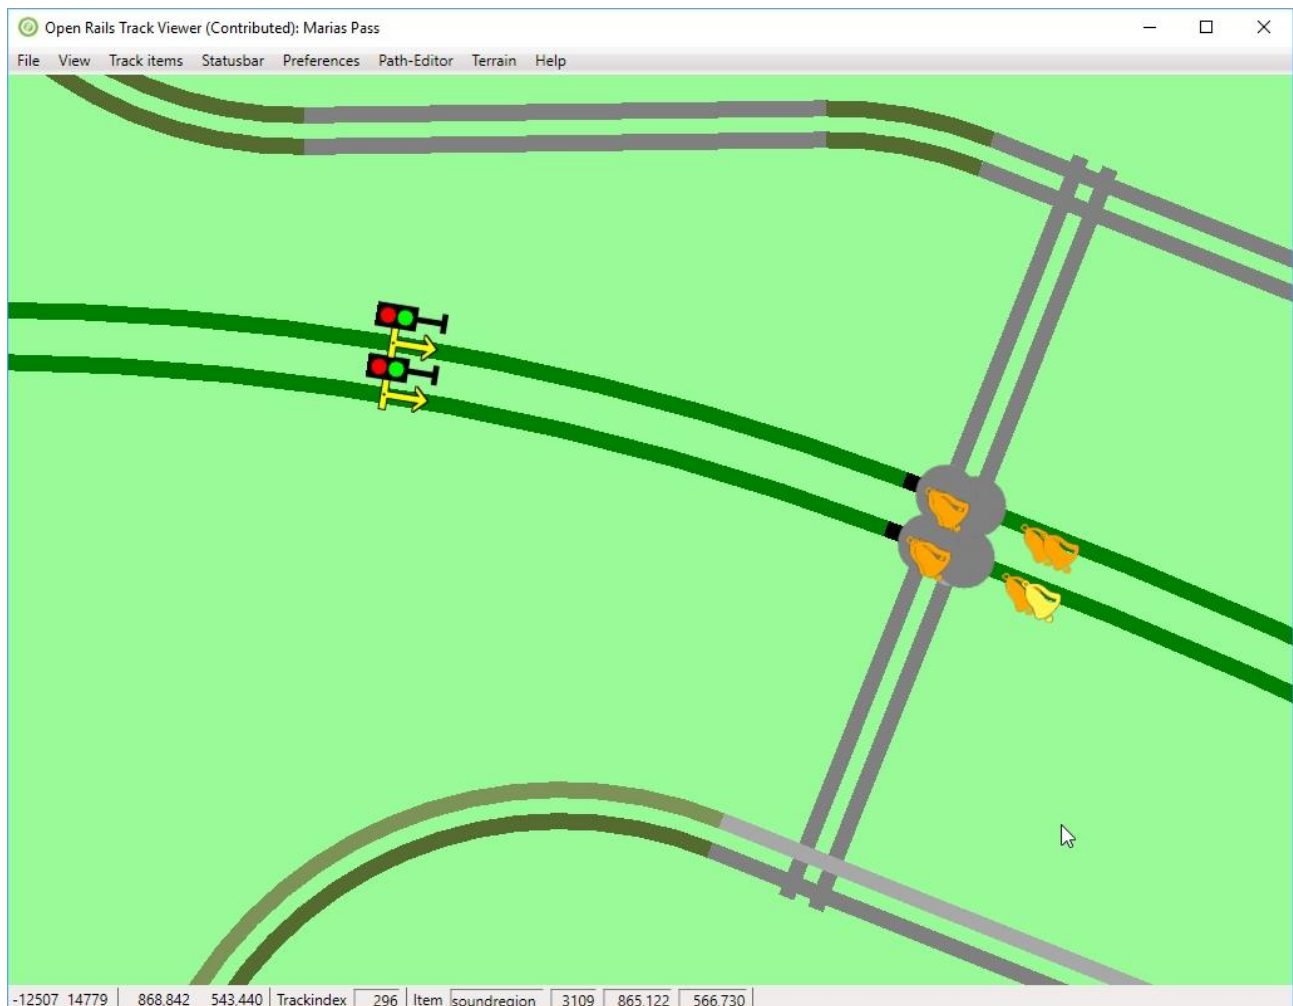 Open Rails Track Viewer (Contributed): Marias Pass
File View Track items Statusbar Preferences Path-Editor Terrain Help
-12507 14779 868.842 543.440 Trackindex 296 Item soundregion 3109 865.122 566.730